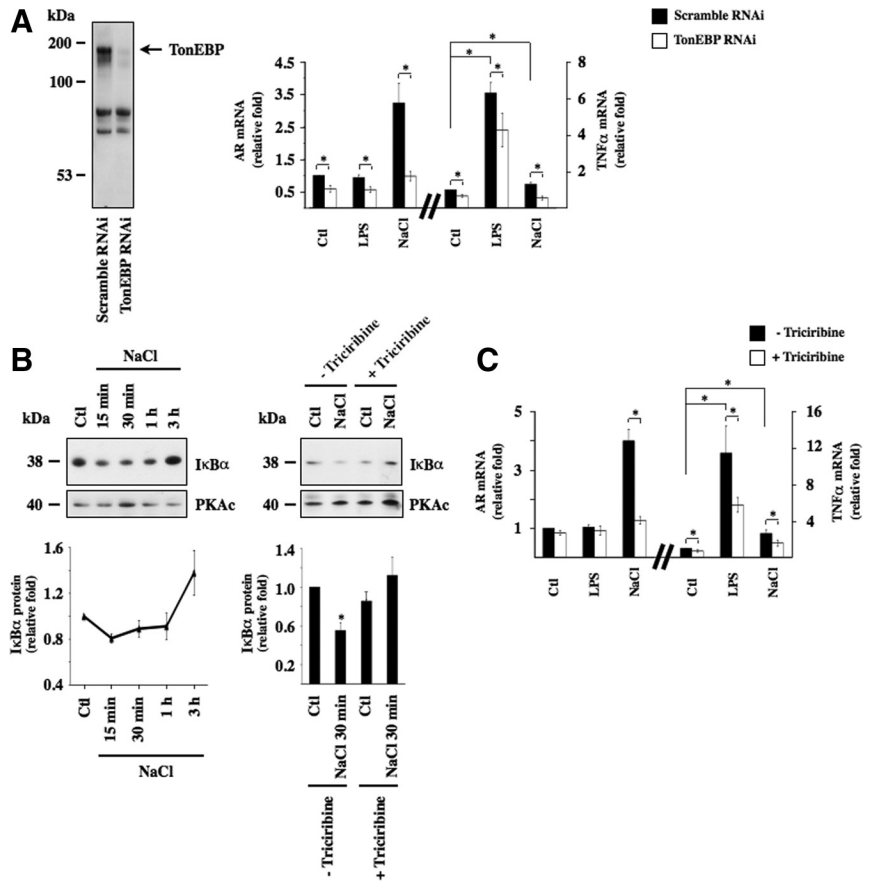 A
kDa
200
100
53
TonEBP
Scramble RNAi
TonEBP RNAi
Scramble RNAi
TonEBP RNAi
AR mRNA
(relative fold)
4.5
3.5
2.5
1.5
0.5
* * *
* * * * *
8
6
4
2
TNFα mRNA
(relative fold)
Ctl
LPS
NaCl
Ctl
LPS
NaCl
B
NaCl
Ctl
15 min
30 min
1 h
3 h
kDa
38
IκBα
40
PKAc
IκBα protein
(relative fold)
1.6
1.2
0.8
0.4
Ctl
15 min
30 min
1 h
3 h
NaCl
- Triciribine
+ Triciribine
Ctl
NaCl
Ctl
NaCl
kDa
38
IκBα
40
PKAc
IκBα protein
(relative fold)
1.4
1.0
0.6
0.2
*
Ctl
NaCl 30 min
Ctl
NaCl 30 min
- Triciribine
+ Triciribine
C
- Triciribine
+ Triciribine
AR mRNA
(relative fold)
5
3
1
*
* * * * *
16
12
8
4
TNFα mRNA
(relative fold)
Ctl
LPS
NaCl
Ctl
LPS
NaCl